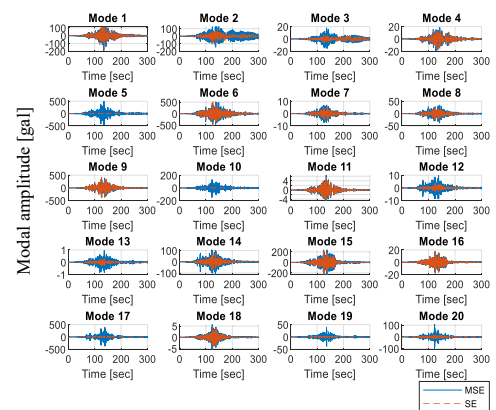 Mode 1 Mode 2 Mode 3 Mode 4
100 0 -100 0 100 200 300 Time [sec]
100 0 -100 -200 0 100 200 300 Time [sec]
20 0 -20 0 100 200 300 Time [sec]
20 0 -20 0 100 200 300 Time [sec]
Mode 5 Mode 6 Mode 7 Mode 8
500 0 -500 0 100 200 300 Time [sec]
500 0 -500 0 100 200 300 Time [sec]
10 0 -10 0 100 200 300 Time [sec]
50 0 -50 0 100 200 300 Time [sec]
Modal amplitude [gal]
Mode 9 Mode 10 Mode 11 Mode 12
500 0 -500 0 100 200 300 Time [sec]
200 0 -200 0 100 200 300 Time [sec]
4 2 0 -2 -4 0 100 200 300 Time [sec]
10 0 -10 0 100 200 300 Time [sec]
Mode 13 Mode 14 Mode 15 Mode 16
1 0 -1 0 100 200 300 Time [sec]
100 0 -100 0 100 200 300 Time [sec]
200 0 -200 0 100 200 300 Time [sec]
20 0 -20 0 100 200 300 Time [sec]
Mode 17 Mode 18 Mode 19 Mode 20
500 0 -500 0 100 200 300 Time [sec]
5 0 -5 0 100 200 300 Time [sec]
50 0 -50 0 100 200 300 Time [sec]
100 0 -100 0 100 200 300 Time [sec]
MSE
SE